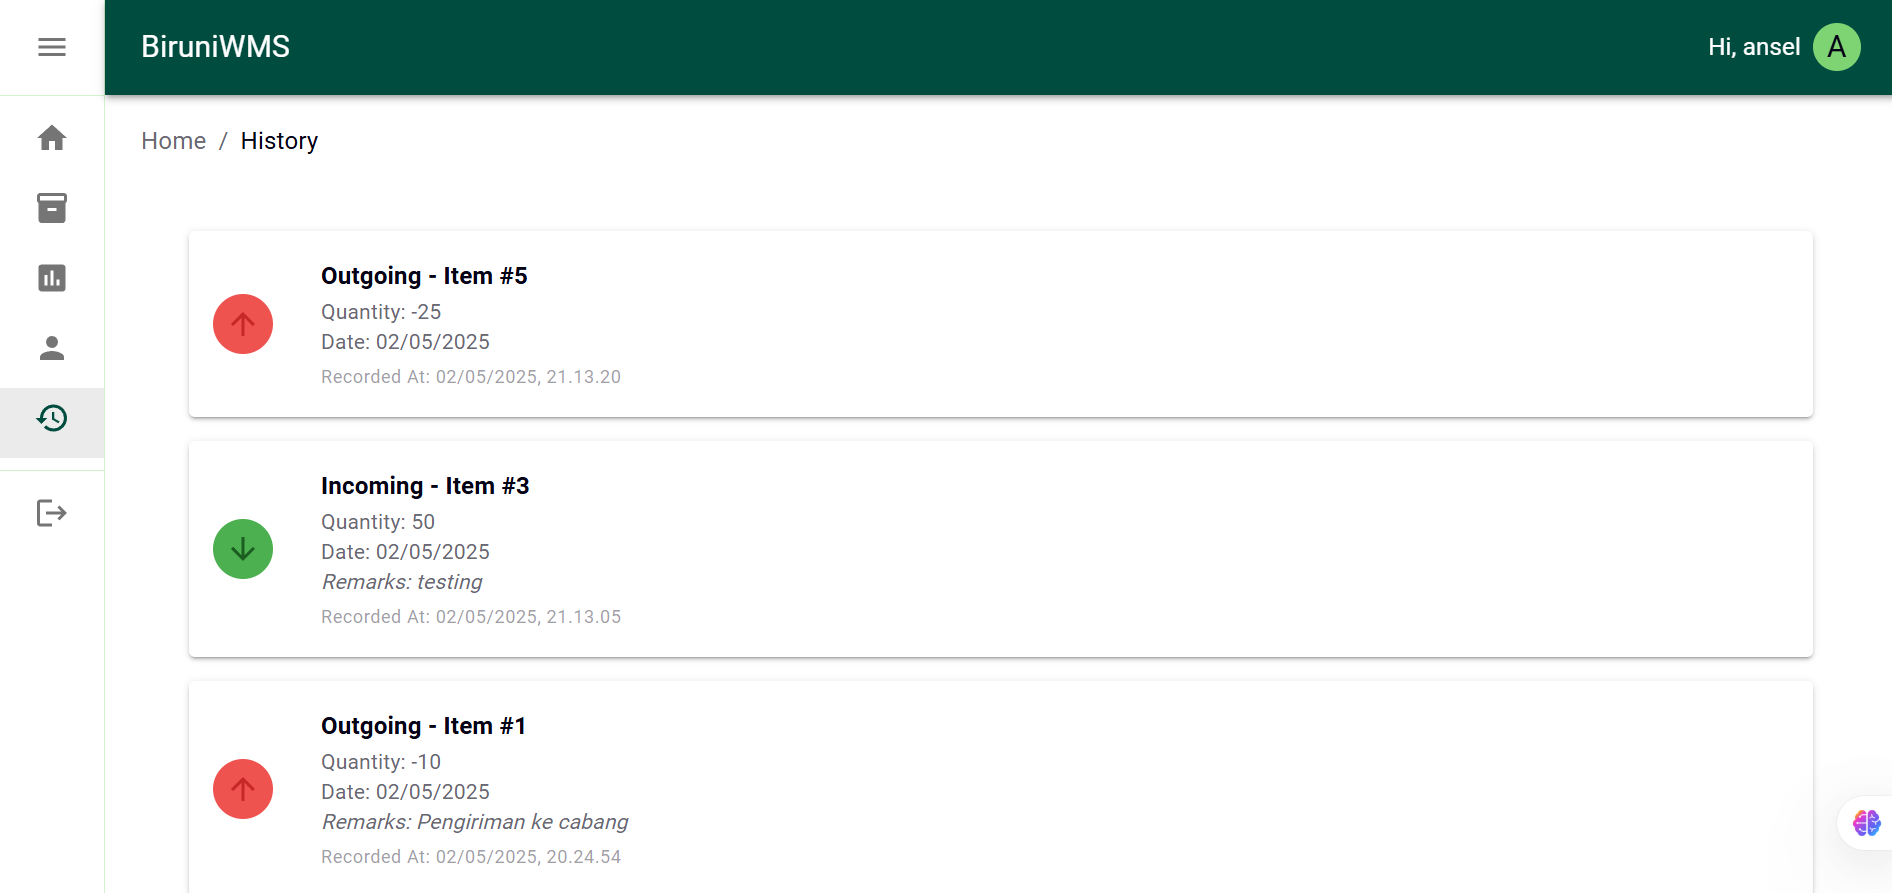 BiruniWMS
Hi, ansel A
Home / History
Outgoing - Item #5
Quantity: -25
Date: 02/05/2025
Recorded At: 02/05/2025, 21.13.20
Incoming - Item #3
Quantity: 50
Date: 02/05/2025
Remarks: testing
Recorded At: 02/05/2025, 21.13.05
Outgoing - Item #1
Quantity: -10
Date: 02/05/2025
Remarks: Pengiriman ke cabang
Recorded At: 02/05/2025, 20.24.54